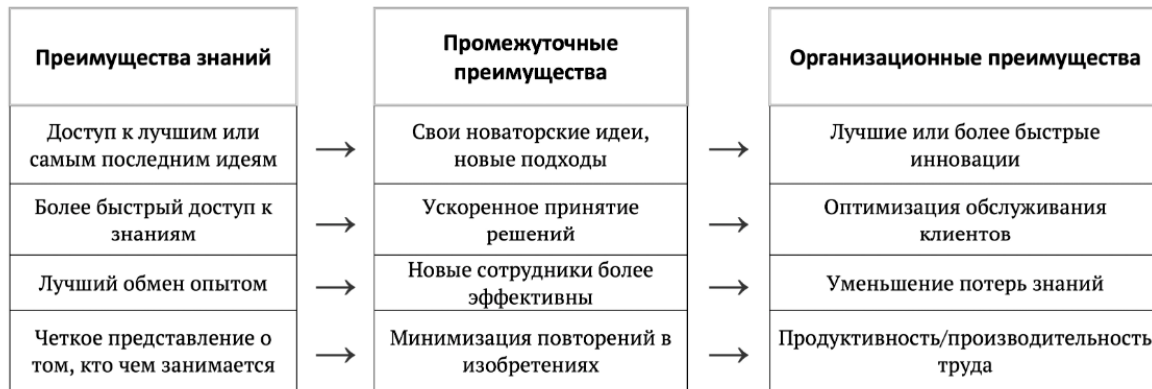 Преимущества знаний
Промежуточные
преимущества
Организационные преимущества
Доступ к лучшим или
самым последним идеям
→
Свои новаторские идеи,
новые подходы
→
Лучшие или более быстрые
инновации
Более быстрый доступ к
знаниям
→
Ускоренное принятие
решений
→
Оптимизация обслуживания
клиентов
Лучший обмен опытом
→
Новые сотрудники более
эффективны
→
Уменьшение потерь знаний
Четкое представление о
том, кто чем занимается
→
Минимизация повторений в
изобретениях
→
Продуктивность/производительность
труда